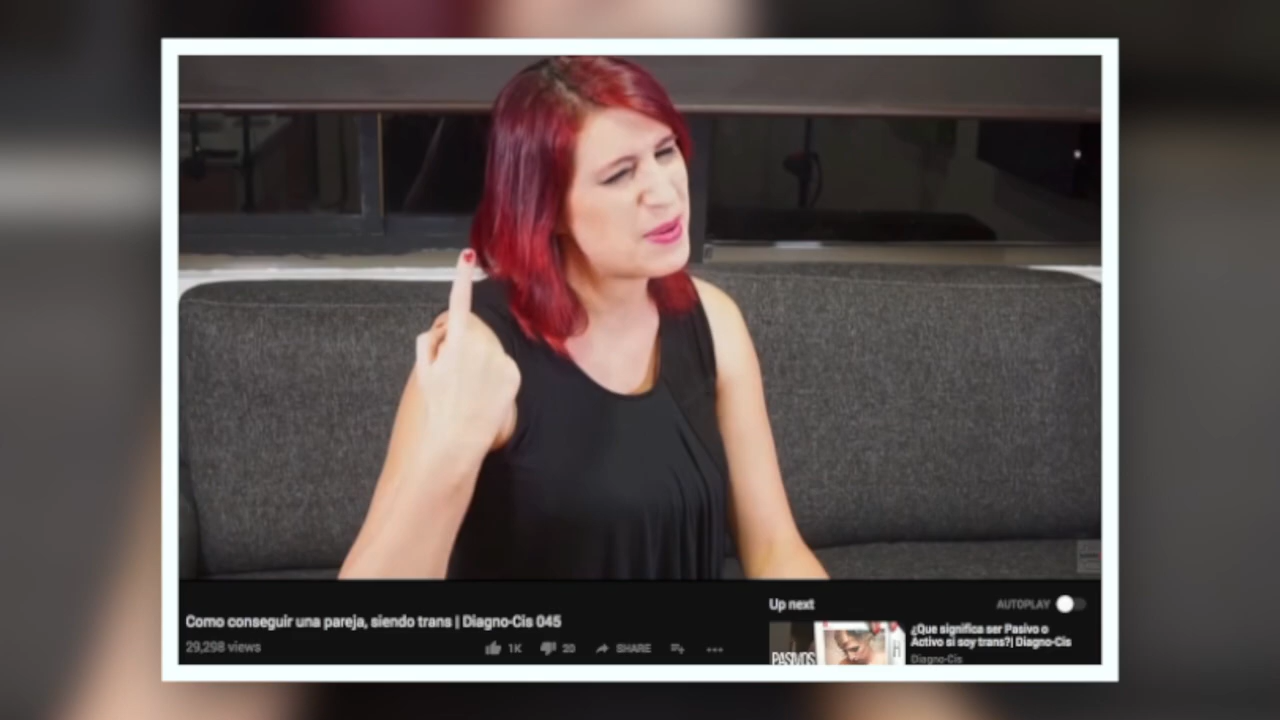 Como conseguir una pareja, siendo trans | Diagno-Cis 045
29,298 views
1K
20
SHARE
Up next
AUTOPLAY
PASIVOS
H
¿Que significa ser Pasivo o
Activo si soy trans?| Diagno-Cis
Diagno-Cis